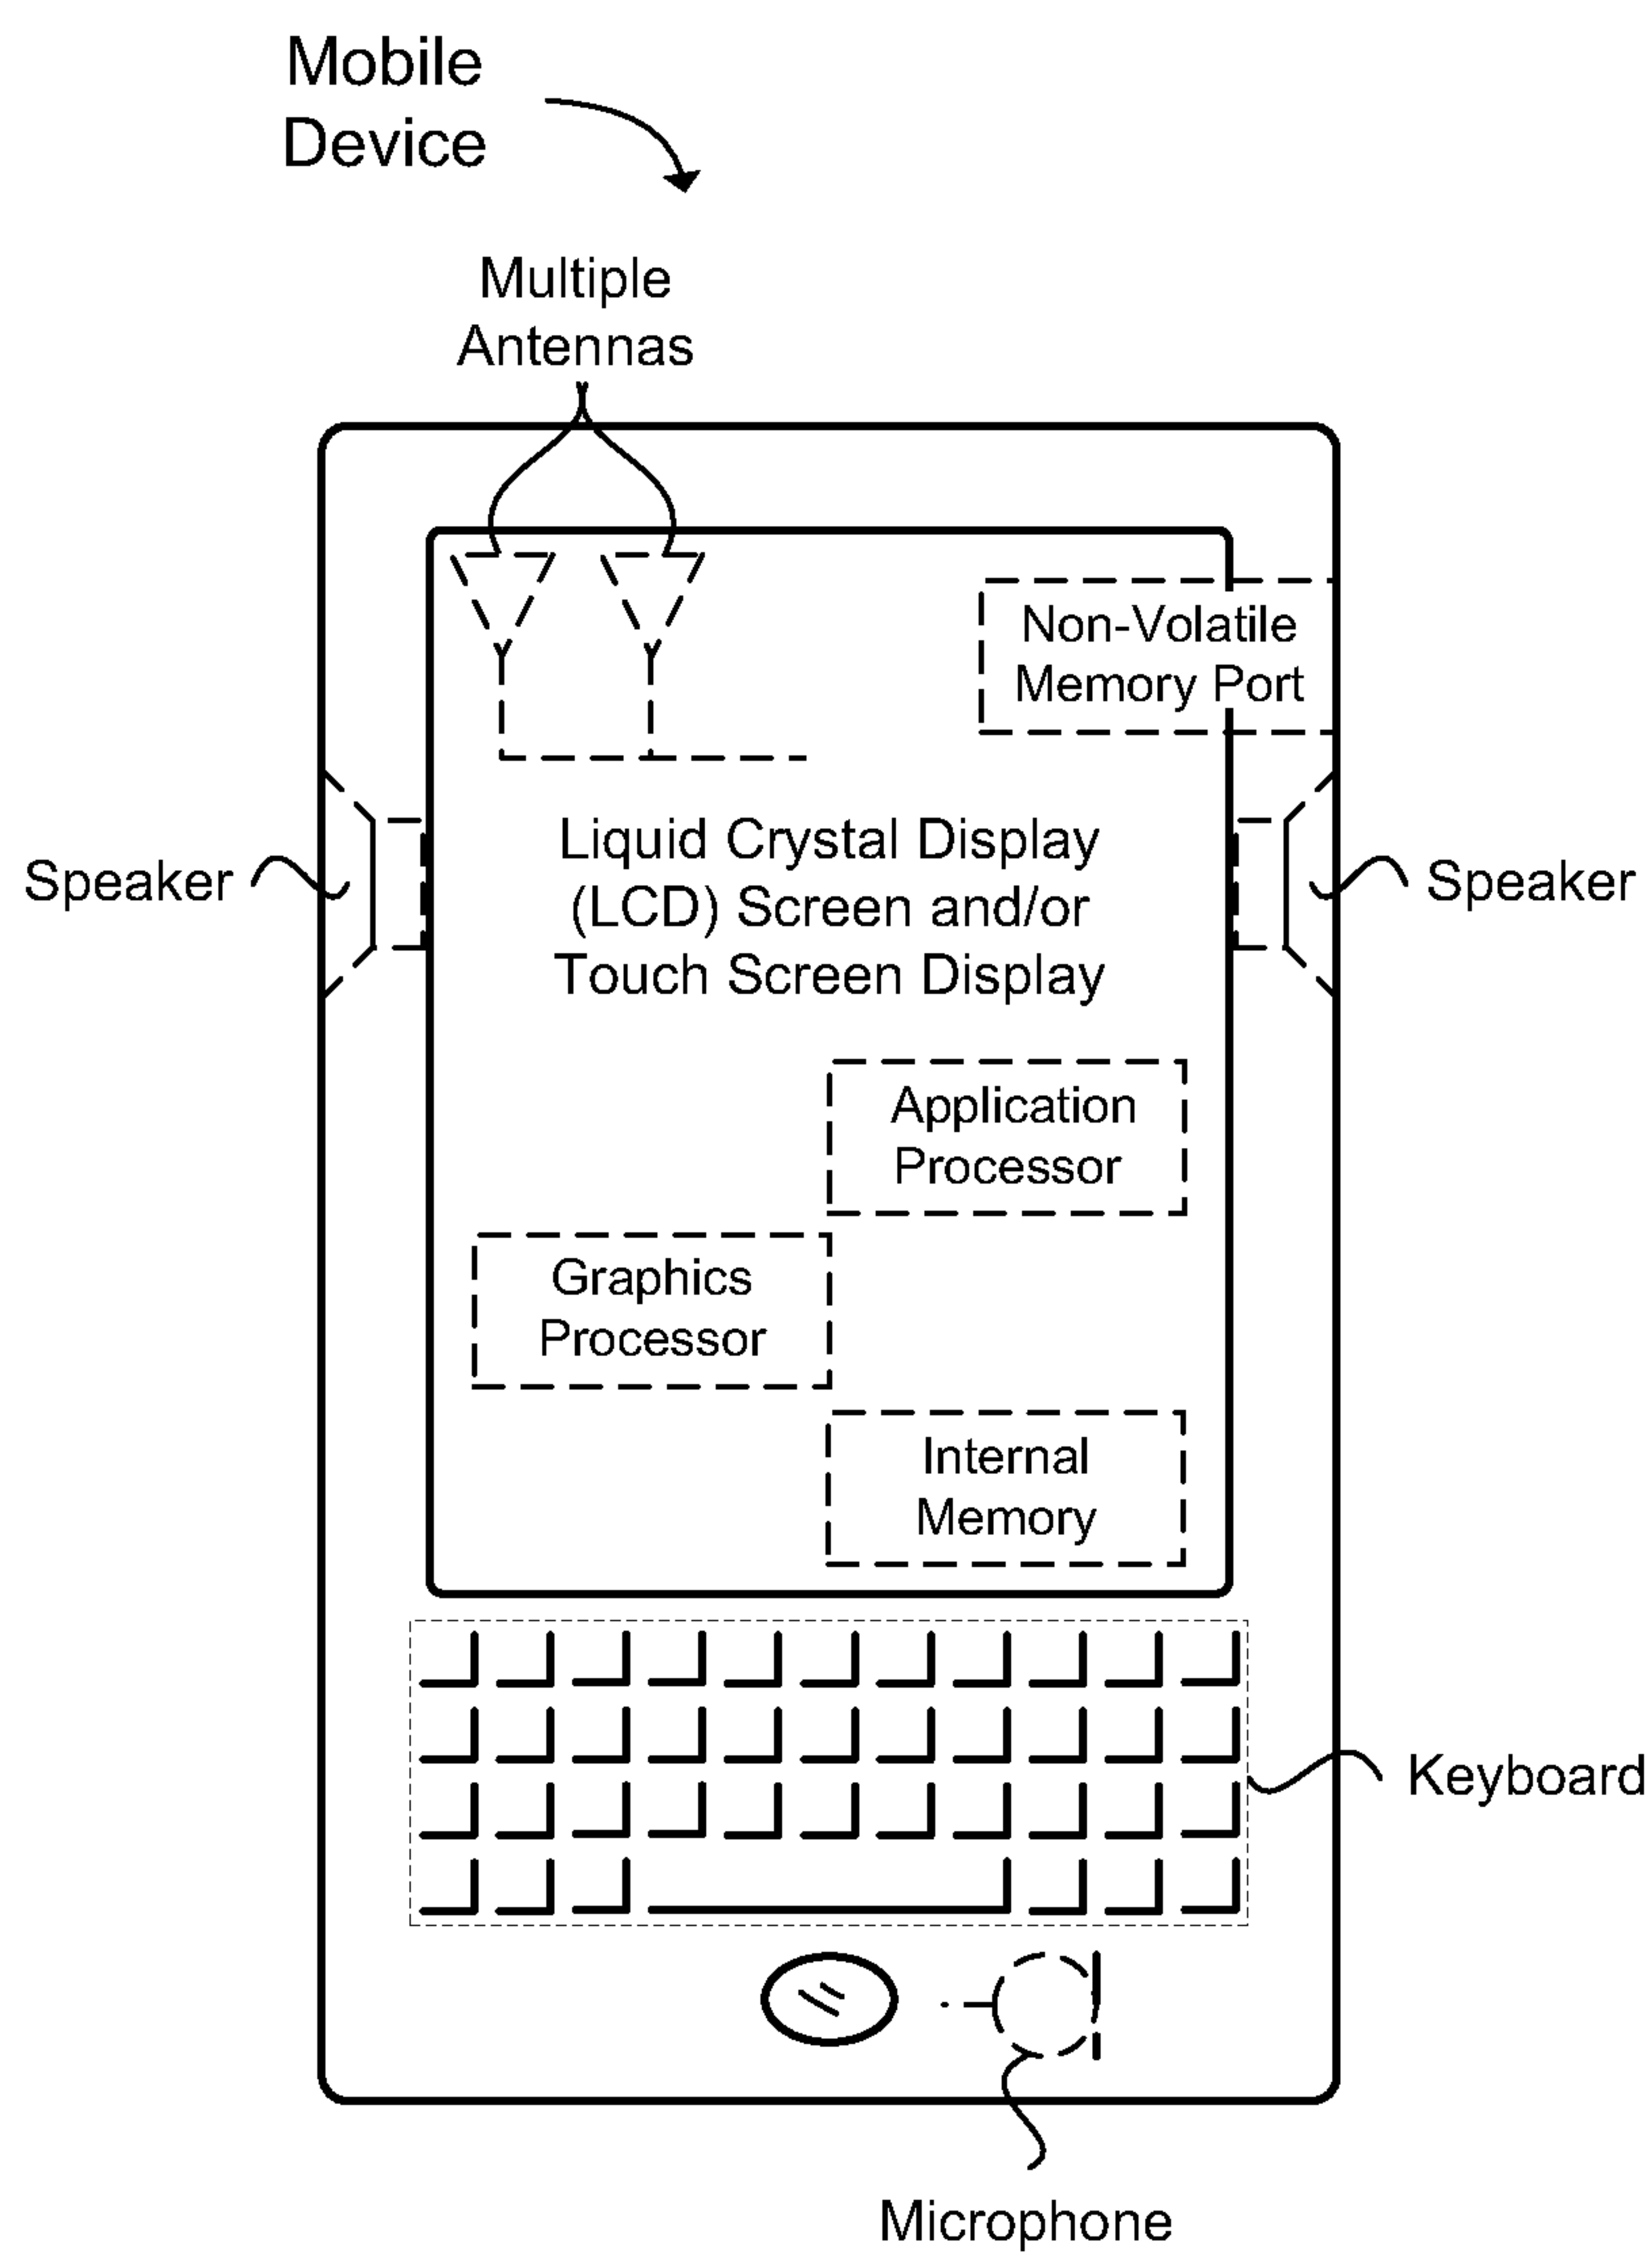 Mobile
Device
Multiple
Antennas
Non-Volatile
Memory Port
Speaker
Liquid Crystal Display
(LCD) Screen and/or
Touch Screen Display
Speaker
Application
Processor
Graphics
Processor
Internal
Memory
Keyboard
Microphone